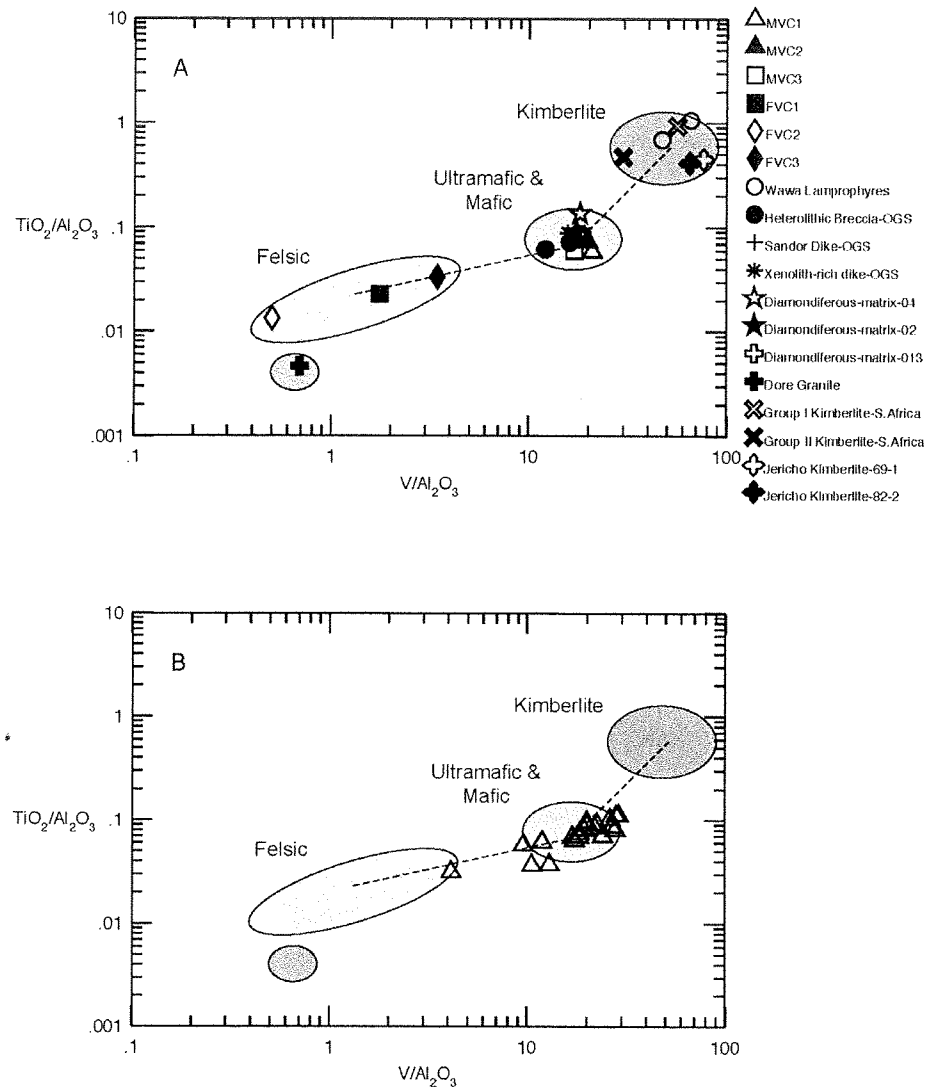 10
A
1
TiO2/Al2O3
.1
.01
.001
Kimberlite
Ultramafic &
Mafic
Felsic
.1
1
10
100
V/Al2O3
MVC1
MVC2
MVC3
FVC1
FVC2
FVC3
Wawa Lamprophyres
Heterolithic Breccia-OGS
Sandor Dike-OGS
Xenolith-rich dike-OGS
Diamondiferous-matrix-01
Diamondiferous-matrix-02
Diamondiferous-matrix-013
Dore Granite
Group I Kimberlite-S.Africa
Group II Kimberlite-S.Africa
Jericho Kimberlite-69-1
Jericho Kimberlite-82-2
10
B
1
TiO2/Al2O3
.1
.01
.001
Kimberlite
Ultramafic &
Mafic
Felsic
.1
1
10
100
V/Al2O3